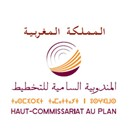 المملكة المغربية
المندوبية السامية للتخطيط
HAUT-COMMISSARIAT AU PLAN